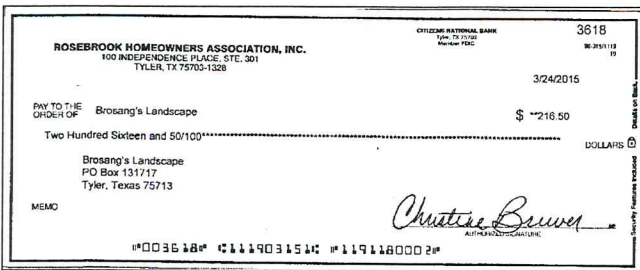 CITIZENS NATIONAL BANK
Tyler, TX 75703
Member FDIC
3618
ROSEBROOK HOMEOWNERS ASSOCIATION, INC.
100 INDEPENDENCE PLACE, STE. 301
TYLER, TX 75703-1328
3/24/2015
PAY TO THE
ORDER OF Brosang's Landscape
$ **216.50
Two Hundred Sixteen and 50/100
DOLLARS
Brosang's Landscape
PO Box 131717
Tyler, Texas 75713
MEMO
Christine Brewer
AUTHORIZED SIGNATURE
Security Features Included Details on Back.
⑈003618⑈ ⑆111903151⑆ ⑈1191180002⑈